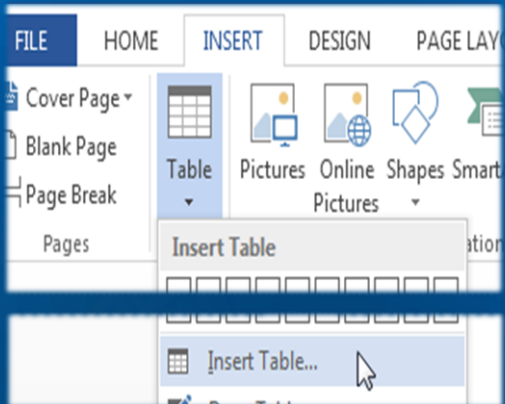 FILE HOME INSERT DESIGN PAGE LAY
Cover Page
Blank Page
Page Break
Pages
Table
Pictures
Online Pictures
Shapes
Smart
Insert Table
Insert Table...